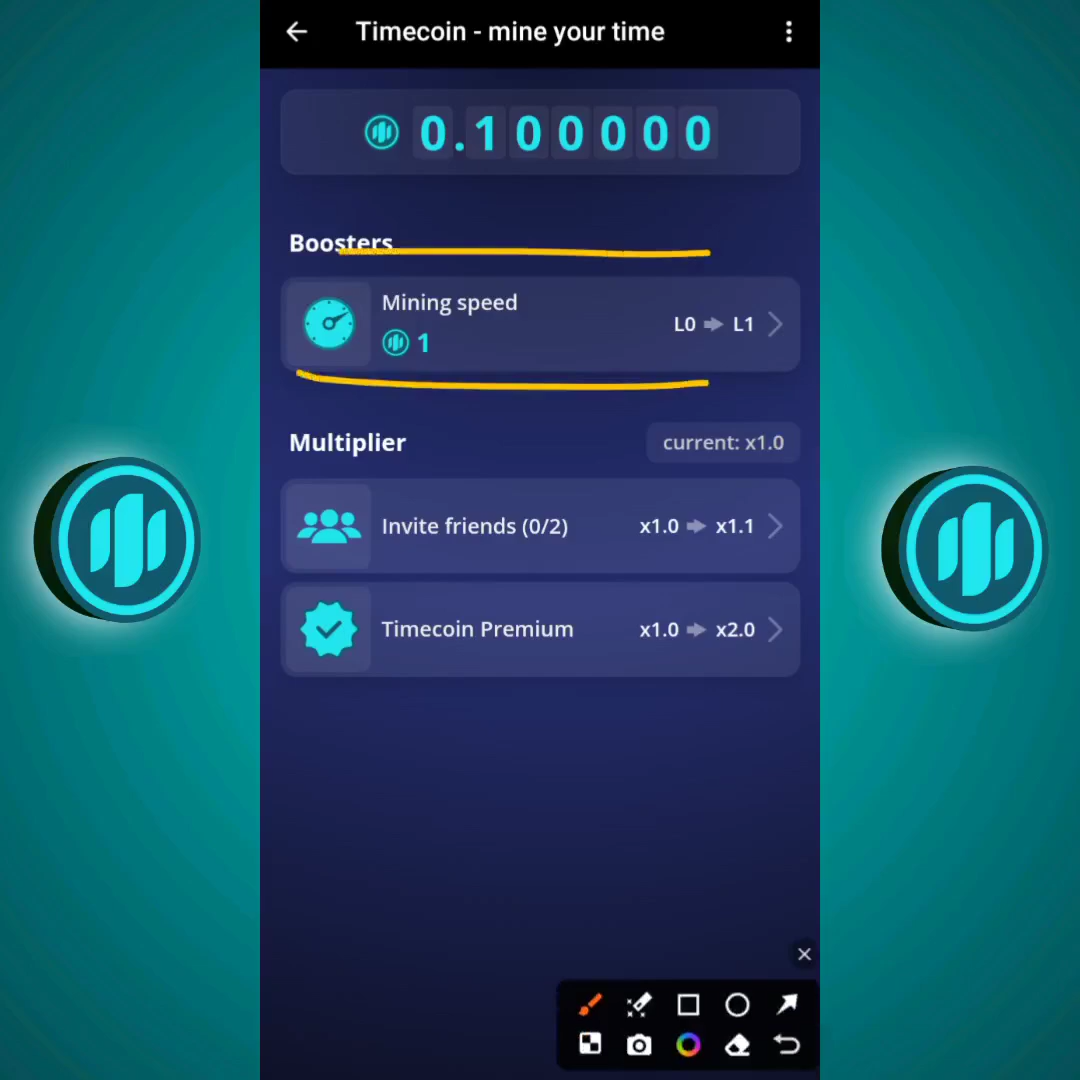 Timecoin - mine your time
0.100000
Boosters
Mining speed
1
L0 L1
Multiplier
current: x1.0
Invite friends (0/2)
x1.0 x1.1
Timecoin Premium
x1.0 x2.0